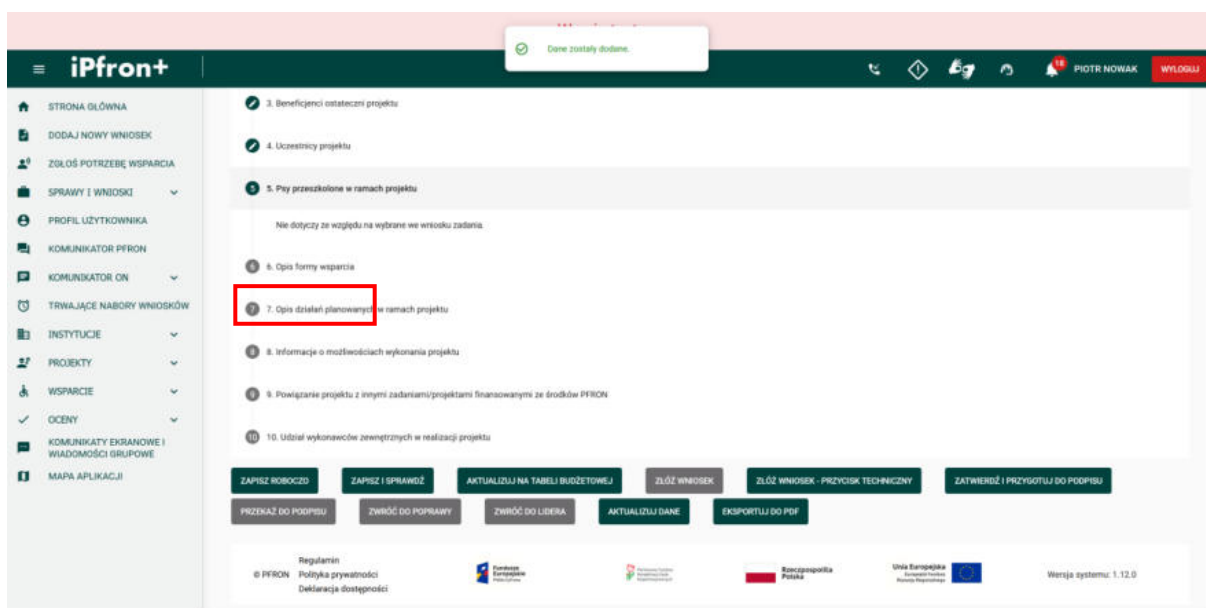 Dane zostały dodane.
iPfron+
18
PIOTR NOWAK
WYLOGUJ
STRONA GŁÓWNA
DODAJ NOWY WNIOSEK
ZGŁOŚ POTRZEBĘ WSPARCIA
SPRAWY I WNIOSKI
PROFIL UŻYTKOWNIKA
KOMUNIKATOR PFRON
KOMUNIKATOR ON
TRWAJĄCE NABORY WNIOSKÓW
INSTYTUCJE
PROJEKTY
WSPARCIE
OCENY
KOMUNIKATY EKRANOWE I
WIADOMOŚCI GRUPOWE
MAPA APLIKACJI
3. Beneficjenci ostateczni projektu
4. Uczestnicy projektu
5 5. Psy przeszkolone w ramach projektu
Nie dotyczy ze względu na wybrane we wniosku zadania.
6 6. Opis formy wsparcia
7 7. Opis działań planowanych w ramach projektu
8 8. Informacje o możliwościach wykonania projektu
9 9. Powiązanie projektu z innymi zadaniami/projektami finansowanymi ze środków PFRON
10 10. Udział wykonawców zewnętrznych w realizacji projektu
ZAPISZ ROBOCZO ZAPISZ I SPRAWDŹ AKTUALIZUJ NA TABELI BUDŻETOWEJ ZŁÓŻ WNIOSEK ZŁÓŻ WNIOSEK - PRZYCISK TECHNICZNY ZATWIERDŹ I PRZYGOTUJ DO PODPISU
PRZEKAŻ DO PODPISU ZWRÓĆ DO POPRAWY ZWRÓĆ DO LIDERA AKTUALIZUJ DANE EKSPORTUJ DO PDF
© PFRON
Regulamin
Polityka prywatności
Deklaracja dostępności
Fundusze
Europejskie
Rzeczpospolita
Polska
Unia Europejska
Wersja systemu: 1.12.0